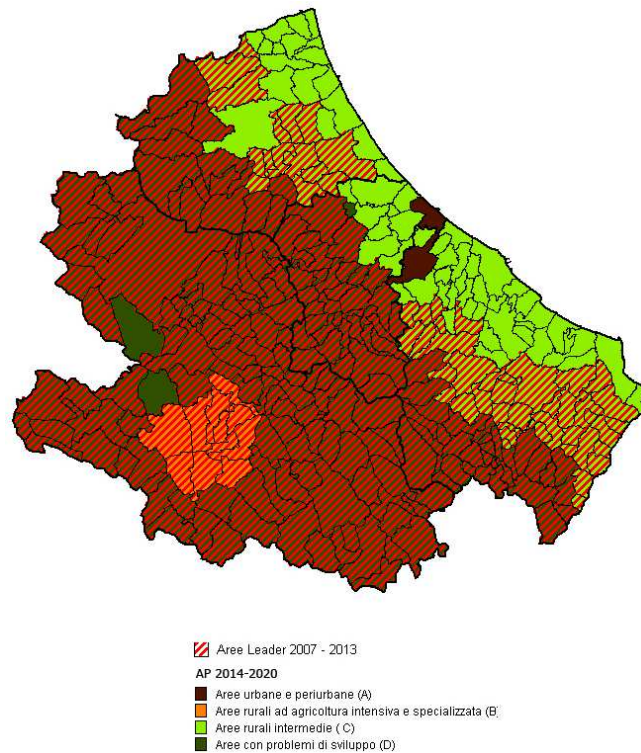 Aree Leader 2007 - 2013
AP 2014-2020
Aree urbane e periurbane (A)
Aree rurali ad agricoltura intensiva e specializzata (B)
Aree rurali intermedie ( C)
Aree con problemi di sviluppo (D)